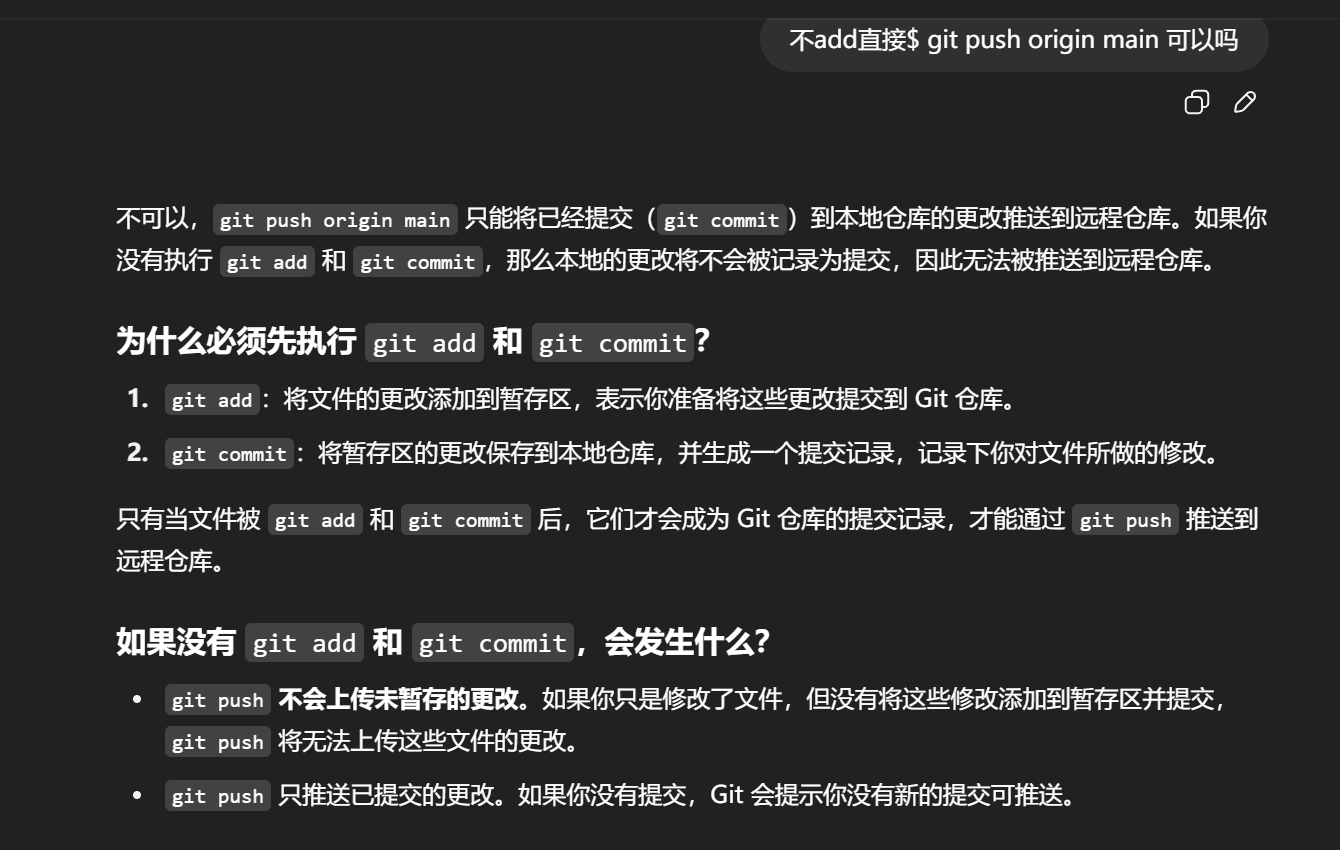 不add直接$ git push origin main 可以吗
不可以，git push origin main 只能将已经提交（git commit）到本地仓库的更改推送到远程仓库。如果你
没有执行 git add 和 git commit，那么本地的更改将不会被记录为提交，因此无法被推送到远程仓库。
为什么必须先执行 git add 和 git commit？
1. git add：将文件的更改添加到暂存区，表示你准备将这些更改提交到 Git 仓库。
2. git commit：将暂存区的更改保存到本地仓库，并生成一个提交记录，记录下你对文件所做的修改。
只有当文件被 git add 和 git commit 后，它们才会成为 Git 仓库的提交记录，才能通过 git push 推送到
远程仓库。
如果没有 git add 和 git commit，会发生什么？
• git push 不会上传未暂存的更改。如果你只是修改了文件，但没有将这些修改添加到暂存区并提交，
git push 将无法上传这些文件的更改。
• git push 只推送已提交的更改。如果你没有提交，Git 会提示你没有新的提交可推送。